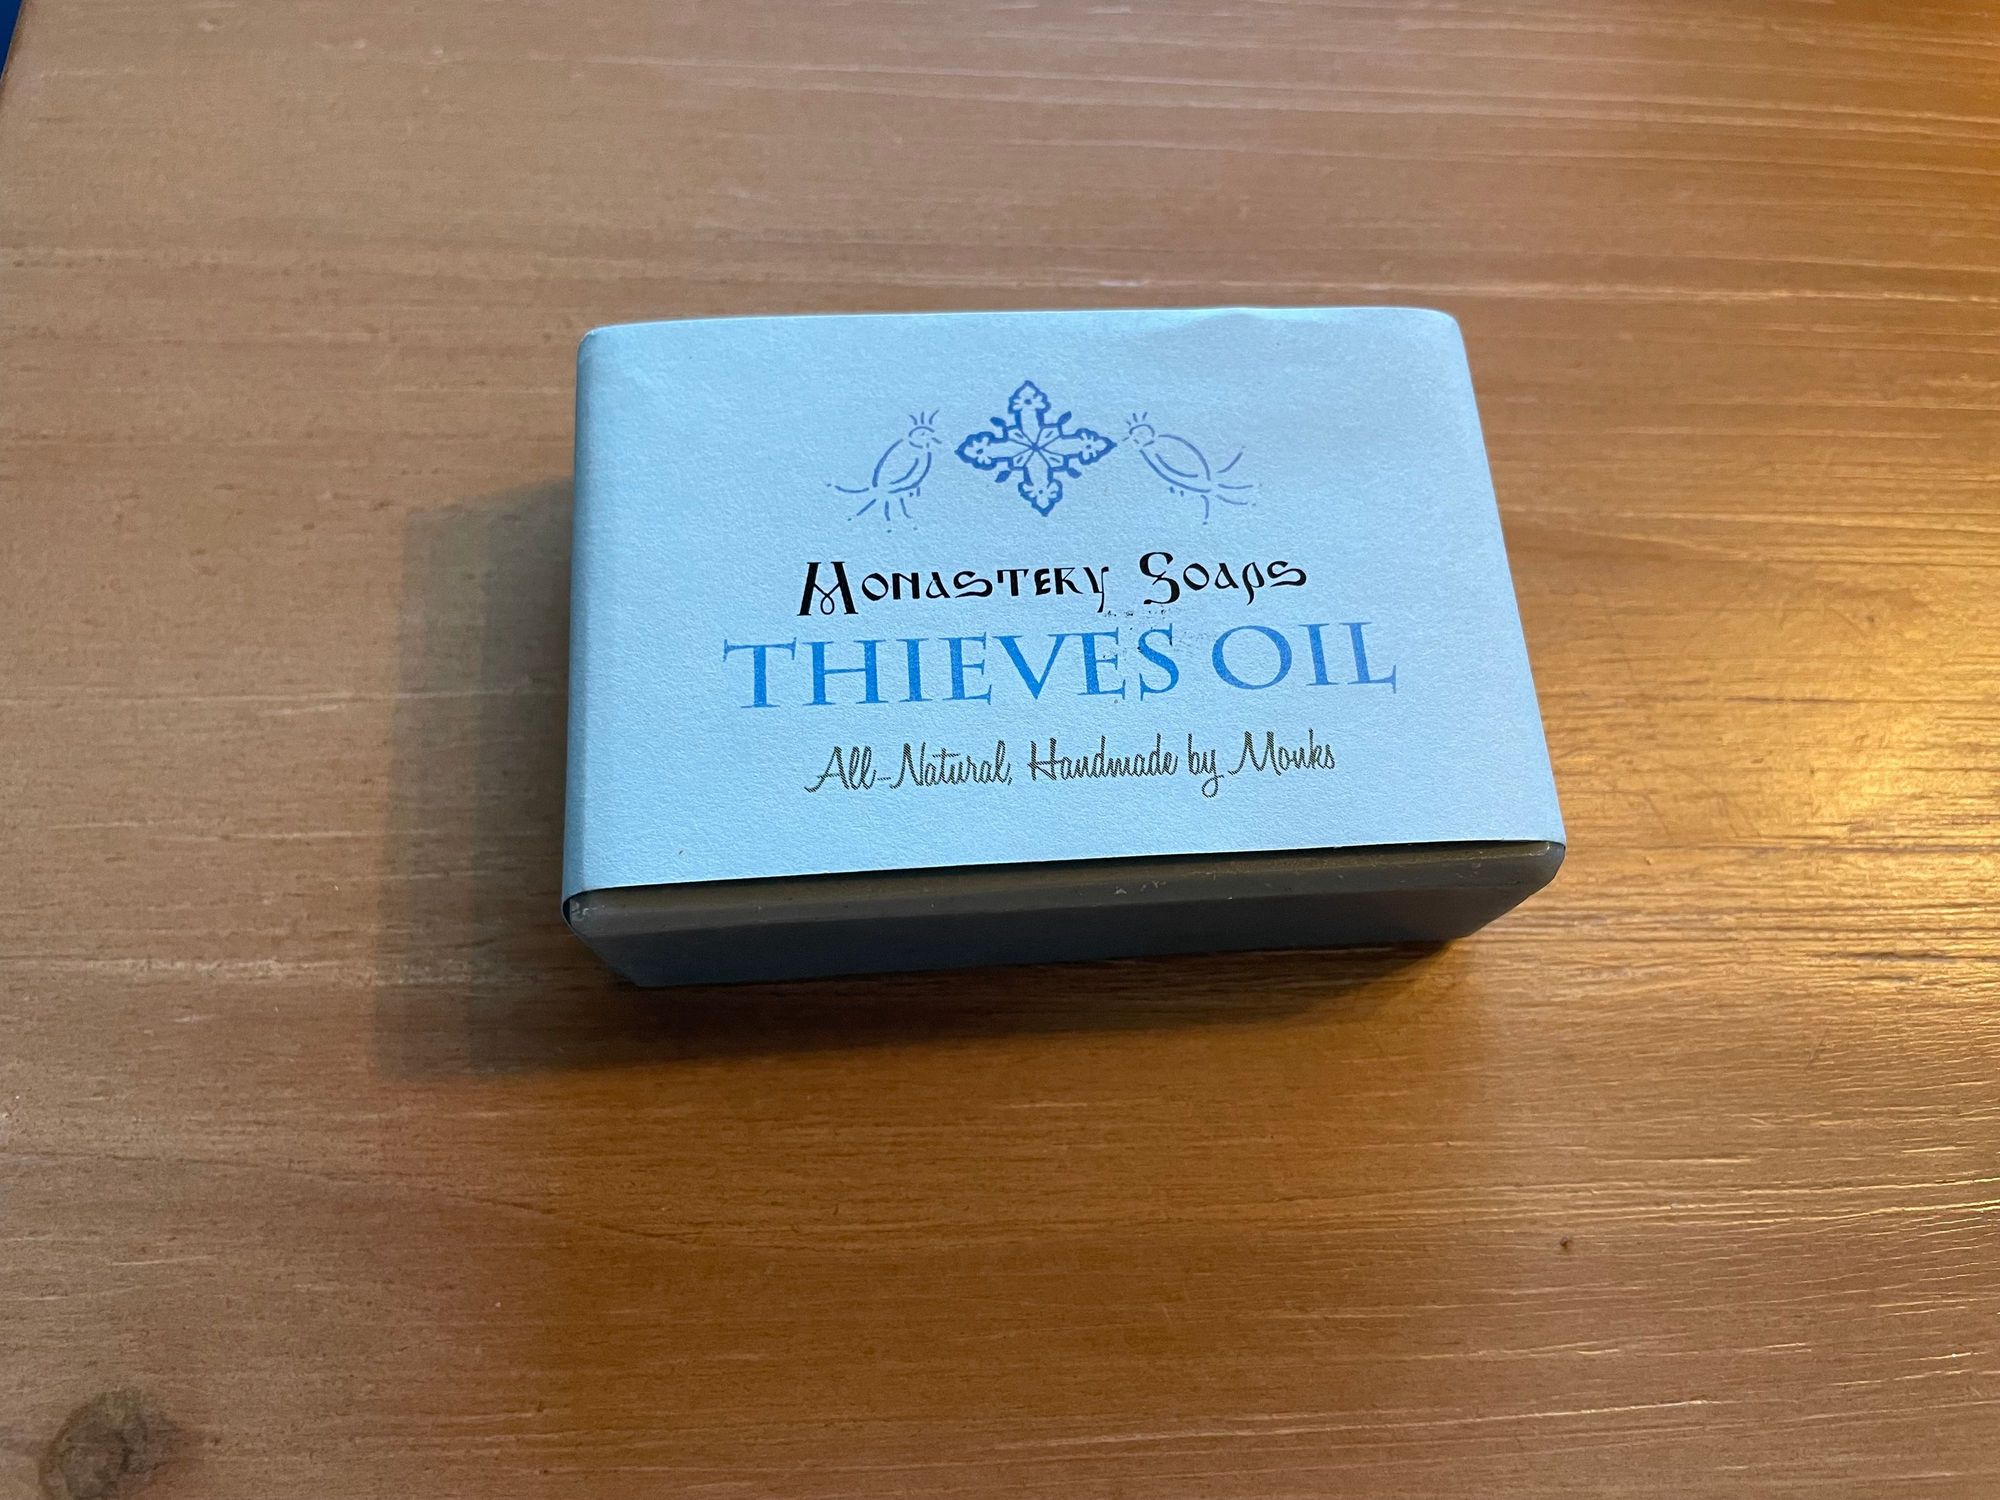 Monastery Soaps
THIEVES OIL
All-Natural, Handmade by Monks